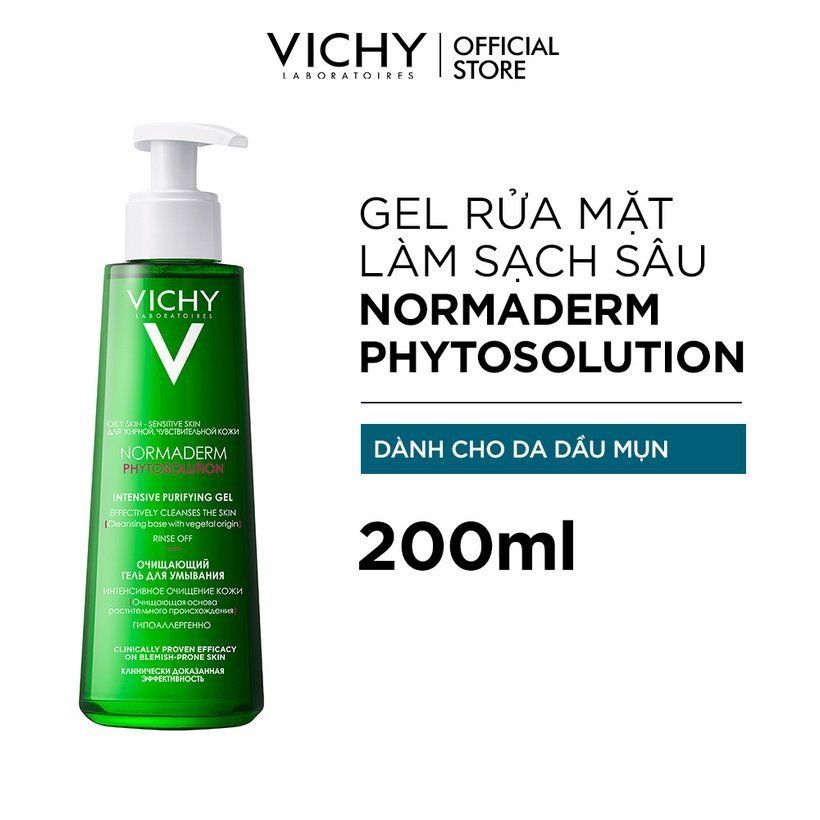 VICHY
LABORATOIRES
OFFICIAL
STORE
GEL RỬA MẶT
LÀM SẠCH SÂU
NORMADERM
PHYTOSOLUTION
DÀNH CHO DA DẦU MỤN
200ml
VICHY
LABORATOIRES
V
OILY SKIN - SENSITIVE SKIN
ДЛЯ ЖИРНОЙ, ЧУВСТВИТЕЛЬНОЙ КОЖИ
NORMADERM
PHYTOSOLUTION
INTENSIVE PURIFYING GEL
EFFECTIVELY CLEANSES THE SKIN
[Cleansing base with vegetal origin]
RINSE OFF
ОЧИЩАЮЩИЙ
ГЕЛЬ ДЛЯ УМЫВАНИЯ
ИНТЕНСИВНОЕ ОЧИЩЕНИЕ КОЖИ
[Очищающая основа
растительного происхождения]
ГИПОАЛЛЕРГЕННО
CLINICALLY PROVEN EFFICACY
ON BLEMISH-PRONE SKIN
КЛИНИЧЕСКИ ДОКАЗАННАЯ
ЭФФЕКТИВНОСТЬ